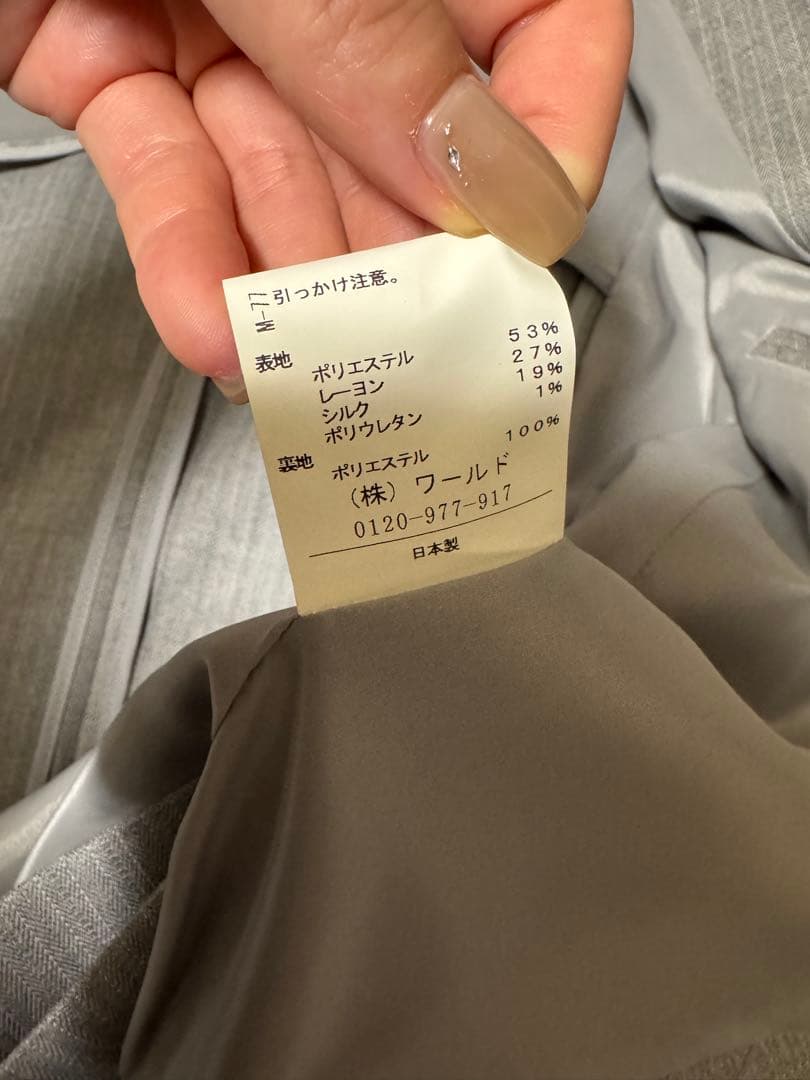 M-77
引っかけ注意。
表地 ポリエステル 53%
レーヨン 27%
シルク 19%
ポリウレタン 1%
裏地 ポリエステル 100%
(株) ワールド
0120-977-917
日本製